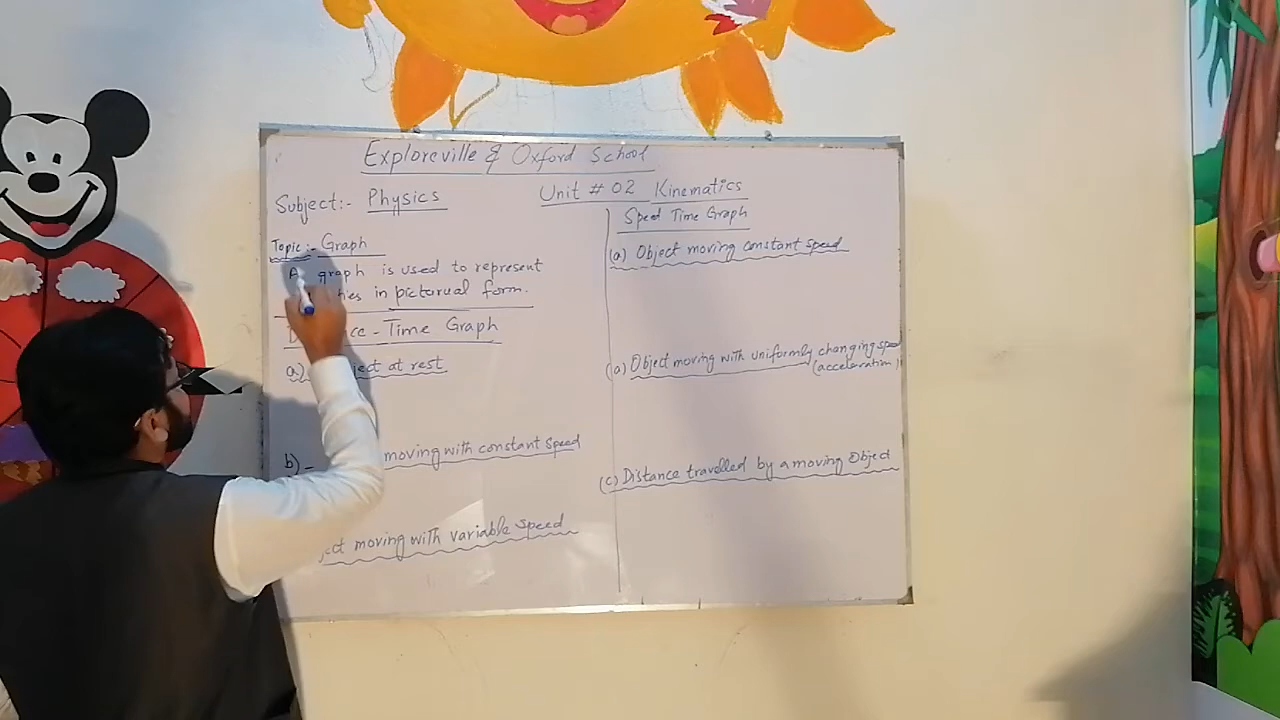 Exploreville & Oxford School
Subject:- Physics
Unit # 02 Kinematics
Topic:- Graph
A graph is used to represent
in pictorial form.
- Time Graph
a) at rest
b) - moving with constant speed
moving with variable speed
Speed Time Graph
(a) Object moving constant speed
(a) Object moving with uniformly changing
(acceleration)
(c) Distance travelled by a moving Object